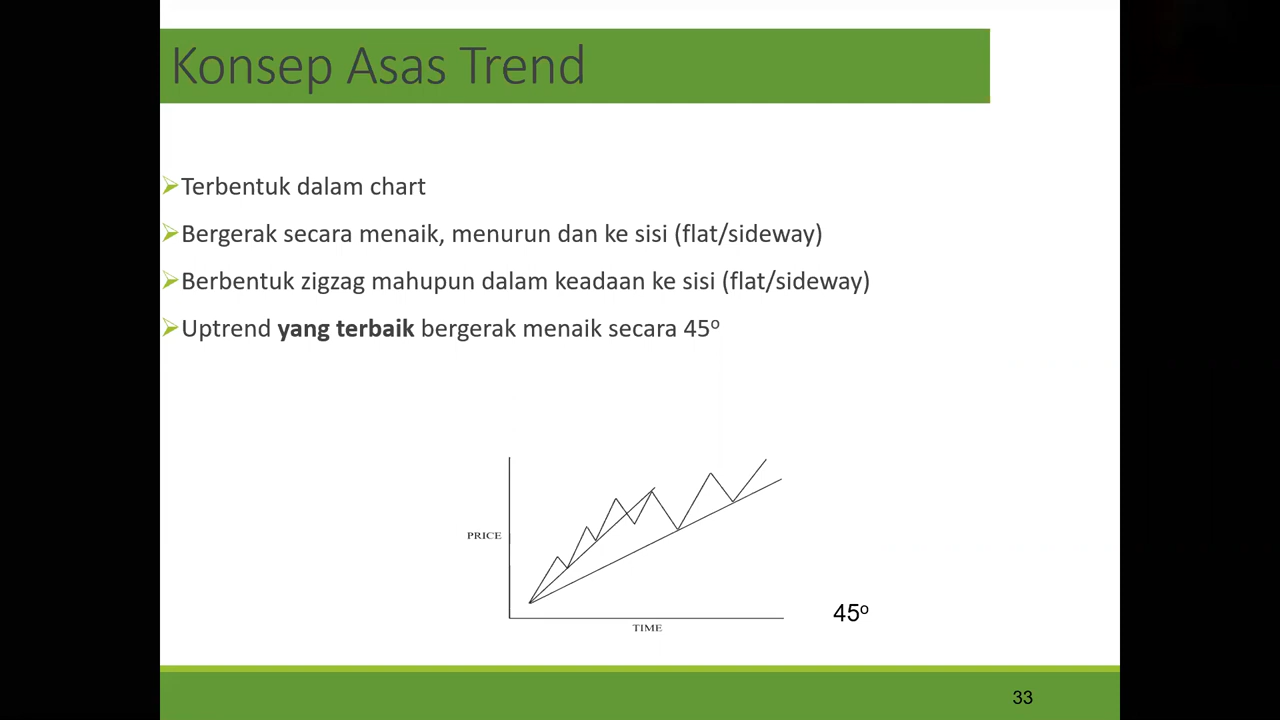 Konsep Asas Trend
Terbentuk dalam chart
Bergerak secara menaik, menurun dan ke sisi (flat/sideway)
Berbentuk zigzag mahupun dalam keadaan ke sisi (flat/sideway)
Uptrend yang terbaik bergerak menaik secara 45º
PRICE
TIME
45º
33